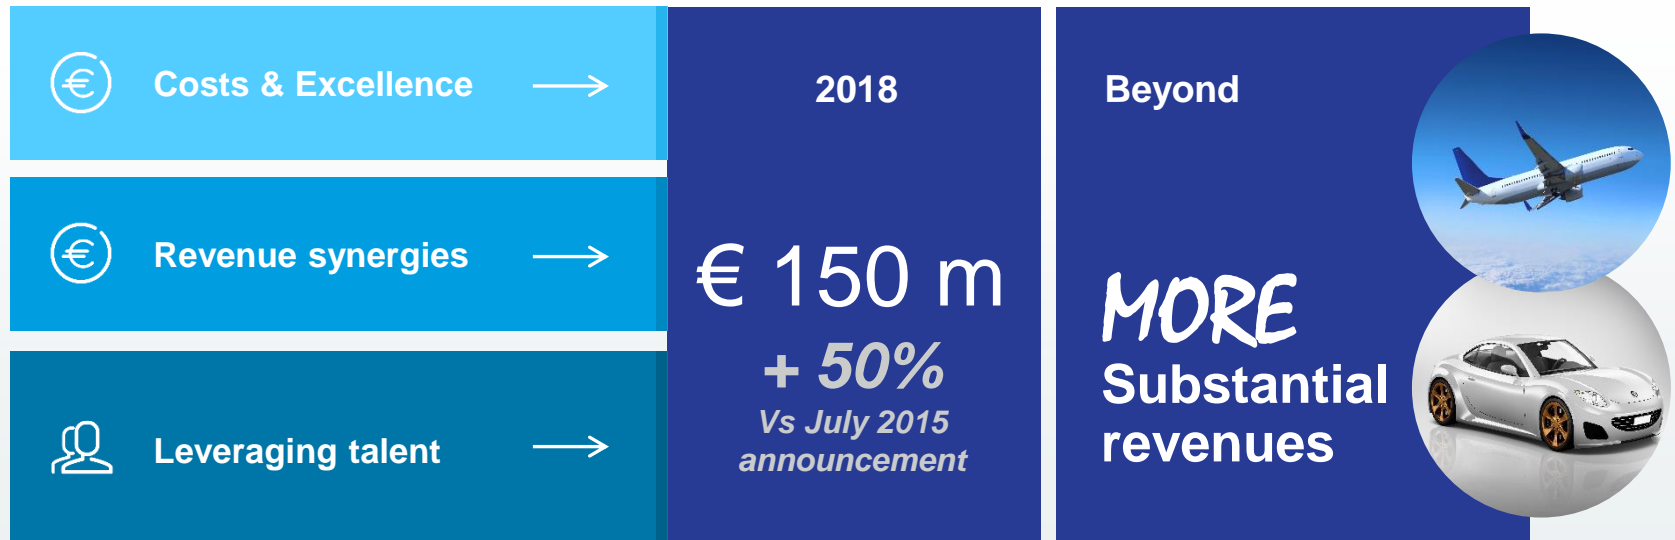 Costs & Excellence
Revenue synergies
Leveraging talent
2018
€ 150 m
+ 50%
Vs July 2015
announcement
Beyond
MORE
Substantial
revenues